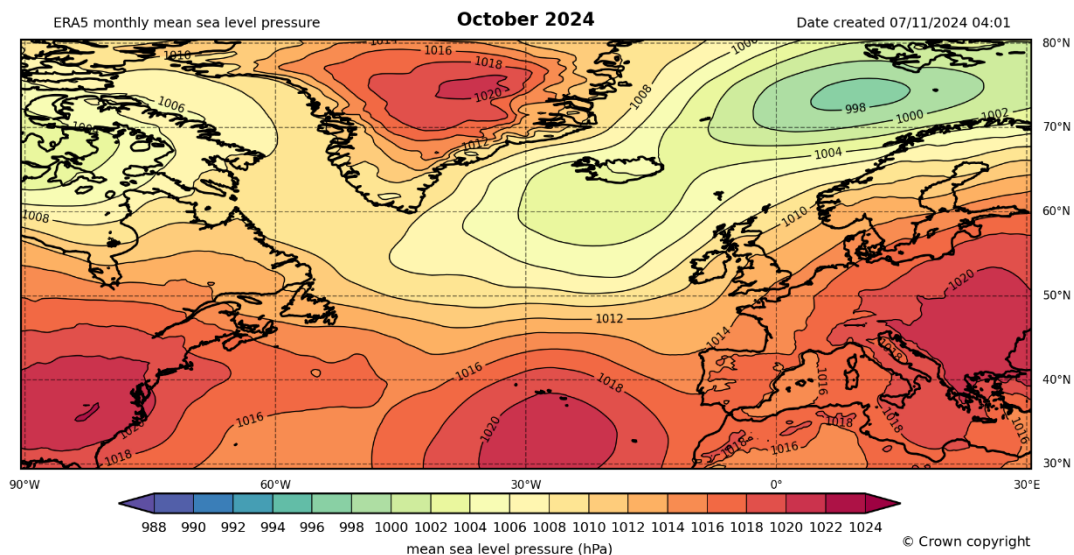 ERA5 monthly mean sea level pressure
October 2024
Date created 07/11/2024 04:01
1016
1018
1020
1012
1010
1006
1008
1008
998
1000
1002
1004
1010
1012
1014
1016
1018
1020
1016
1020
1018
1020
1018
1016
1018
1018
1016
1018
1016
80°N
70°N
60°N
50°N
40°N
30°N
90°W
60°W
30°W
0°
30°E
988 990 992 994 996 998 1000 1002 1004 1006 1008 1010 1012 1014 1016 1018 1020 1022 1024
mean sea level pressure (hPa)
© Crown copyright